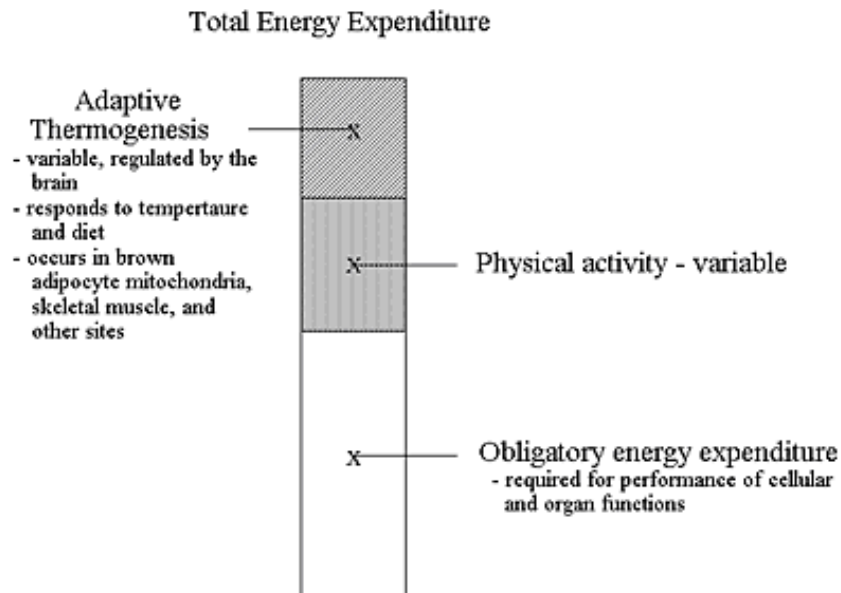 Total Energy Expenditure
Adaptive
Thermogenesis
- variable, regulated by the
brain
- responds to tempertaure
and diet
- occurs in brown
adipocyte mitochondria,
skeletal muscle, and
other sites
x
x
Physical activity - variable
x
Obligatory energy expenditure
- required for performance of cellular
and organ functions